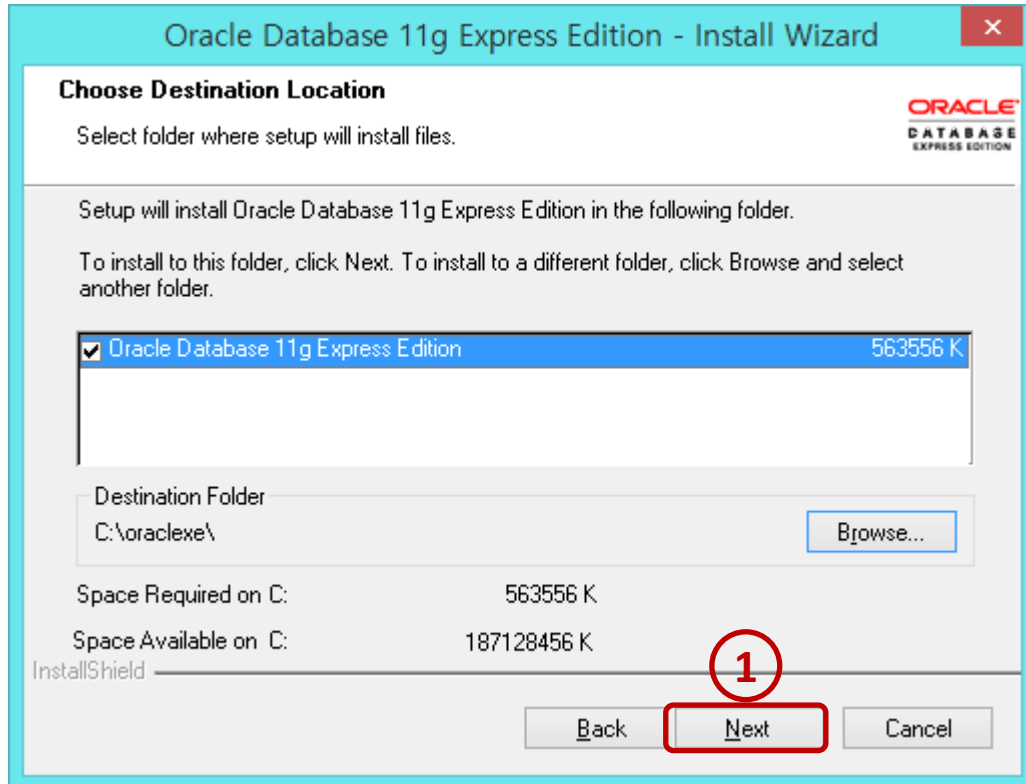 Oracle Database 11g Express Edition - Install Wizard
Choose Destination Location
Select folder where setup will install files.
ORACLE
DATABASE
EXPRESS EDITION
Setup will install Oracle Database 11g Express Edition in the following folder.
To install to this folder, click Next. To install to a different folder, click Browse and select
another folder.
Oracle Database 11g Express Edition 563556 K
Destination Folder
C:\oraclexe\
Browse...
Space Required on C: 563556 K
Space Available on C: 187128456 K
InstallShield
1
Back Next Cancel